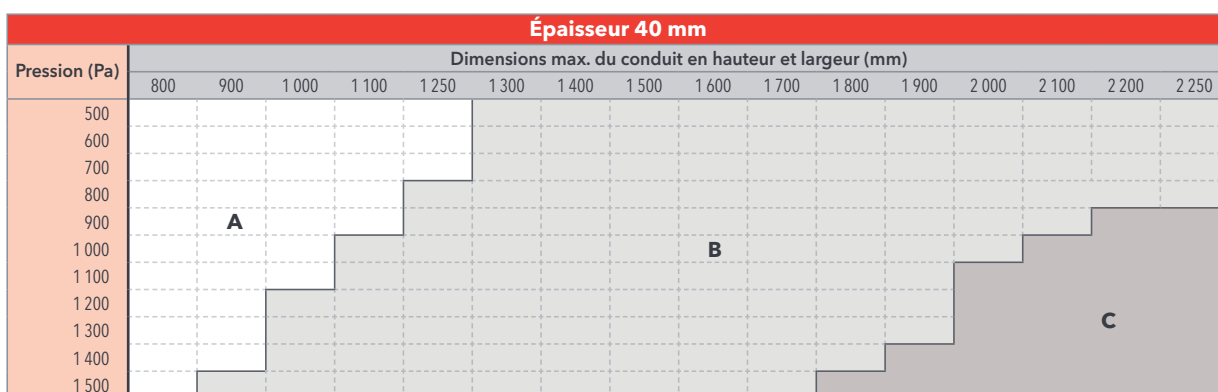 Épaisseur 40 mm
Pression (Pa)
Dimensions max. du conduit en hauteur et largeur (mm)
800 900 1 000 1 100 1 250 1 300 1 400 1 500 1 600 1 700 1 800 1 900 2 000 2 100 2 200 2 250
500
600
700
800
900
1 000
1 100
1 200
1 300
1 400
1 500
A
B
C